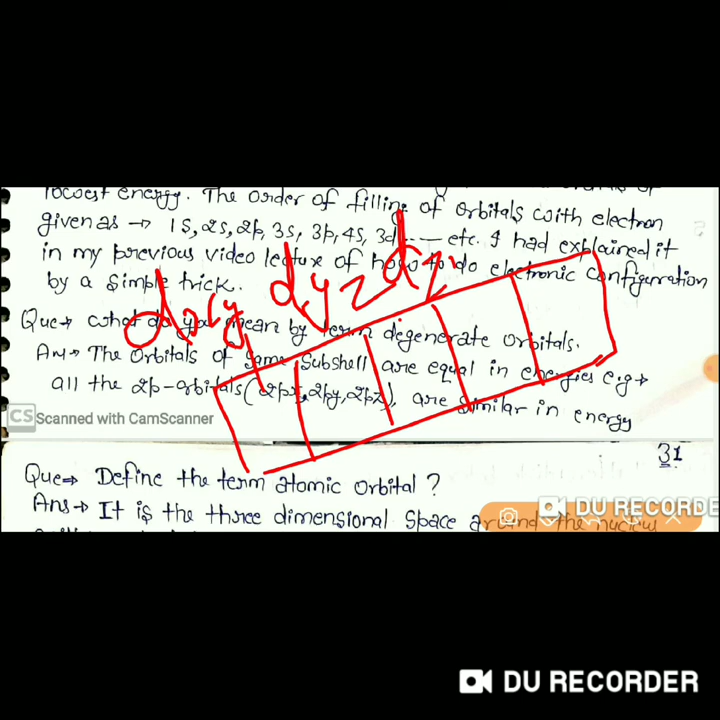 lowest energy. The order of filling of orbitals with electron
given as → 1s, 2s, 2p, 3s, 3p, 4s, 3d ...... etc. I had explained it
in my previous video lecture of how to do electronic configuration
by a simple trick.
dxy dyz dzx
Que→ What do you mean by term degenerate orbitals.
Ans→ The Orbitals of same Subshell are equal in energies e.g→
all the 2p-orbitals (2px, 2py, 2pz), are similar in energy
CS Scanned with CamScanner
31
Que→ Define the term atomic orbital?
Ans→ It is the three dimensional Space around the nucleus
DU RECORDE
DU RECORDER